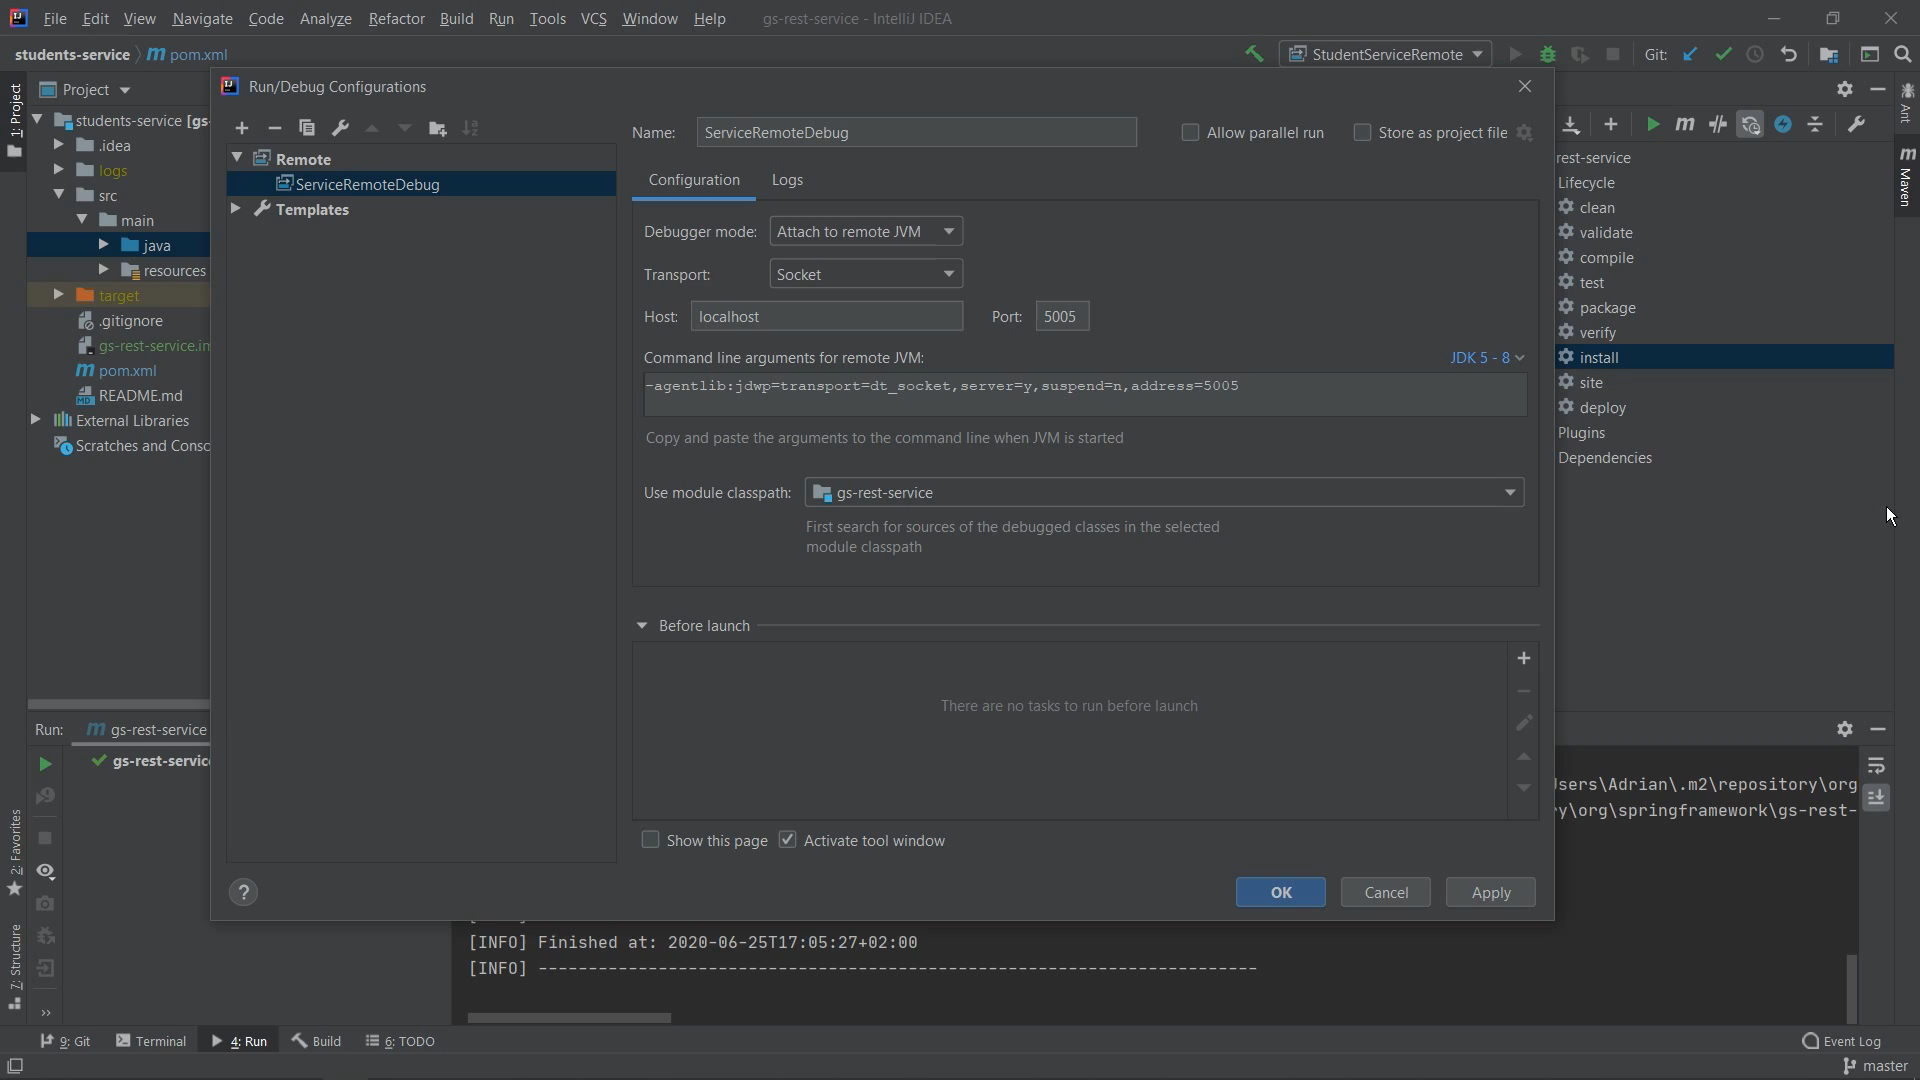 File Edit View Navigate Code Analyze Refactor Build Run Tools VCS Window Help gs-rest-service - IntelliJ IDEA
students-service pom.xml
StudentServiceRemote Git:
1: Project
Project
students-service [gs-
.idea
logs
src
main
java
resources
target
.gitignore
gs-rest-service.im
pom.xml
README.md
External Libraries
Scratches and Conso
Run/Debug Configurations
Remote
ServiceRemoteDebug
Templates
Name: ServiceRemoteDebug Allow parallel run Store as project file
Configuration Logs
Debugger mode: Attach to remote JVM
Transport: Socket
Host: localhost Port: 5005
Command line arguments for remote JVM: JDK 5 - 8
-agentlib:jdwp=transport=dt_socket,server=y,suspend=n,address=5005
Copy and paste the arguments to the command line when JVM is started
Use module classpath: gs-rest-service
First search for sources of the debugged classes in the selected
module classpath
Before launch
There are no tasks to run before launch
Show this page Activate tool window
? OK Cancel Apply
rest-service
Lifecycle
clean
validate
compile
test
package
verify
install
site
deploy
Plugins
Dependencies
Ant
Maven
Run: gs-rest-service
gs-rest-servic
sers\Adrian\.m2\repository\org
y\org\springframework\gs-rest-
[INFO] Finished at: 2020-06-25T17:05:27+02:00
[INFO] ------------------------------------------------------------------------
2: Favorites
7: Structure
9: Git Terminal 4: Run Build 6: TODO Event Log
master